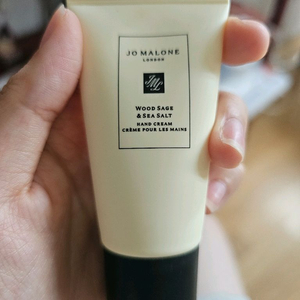 JO MALONE
LONDON
WOOD SAGE
& SEA SALT
HAND CREAM
CRÈME POUR LES MAINS